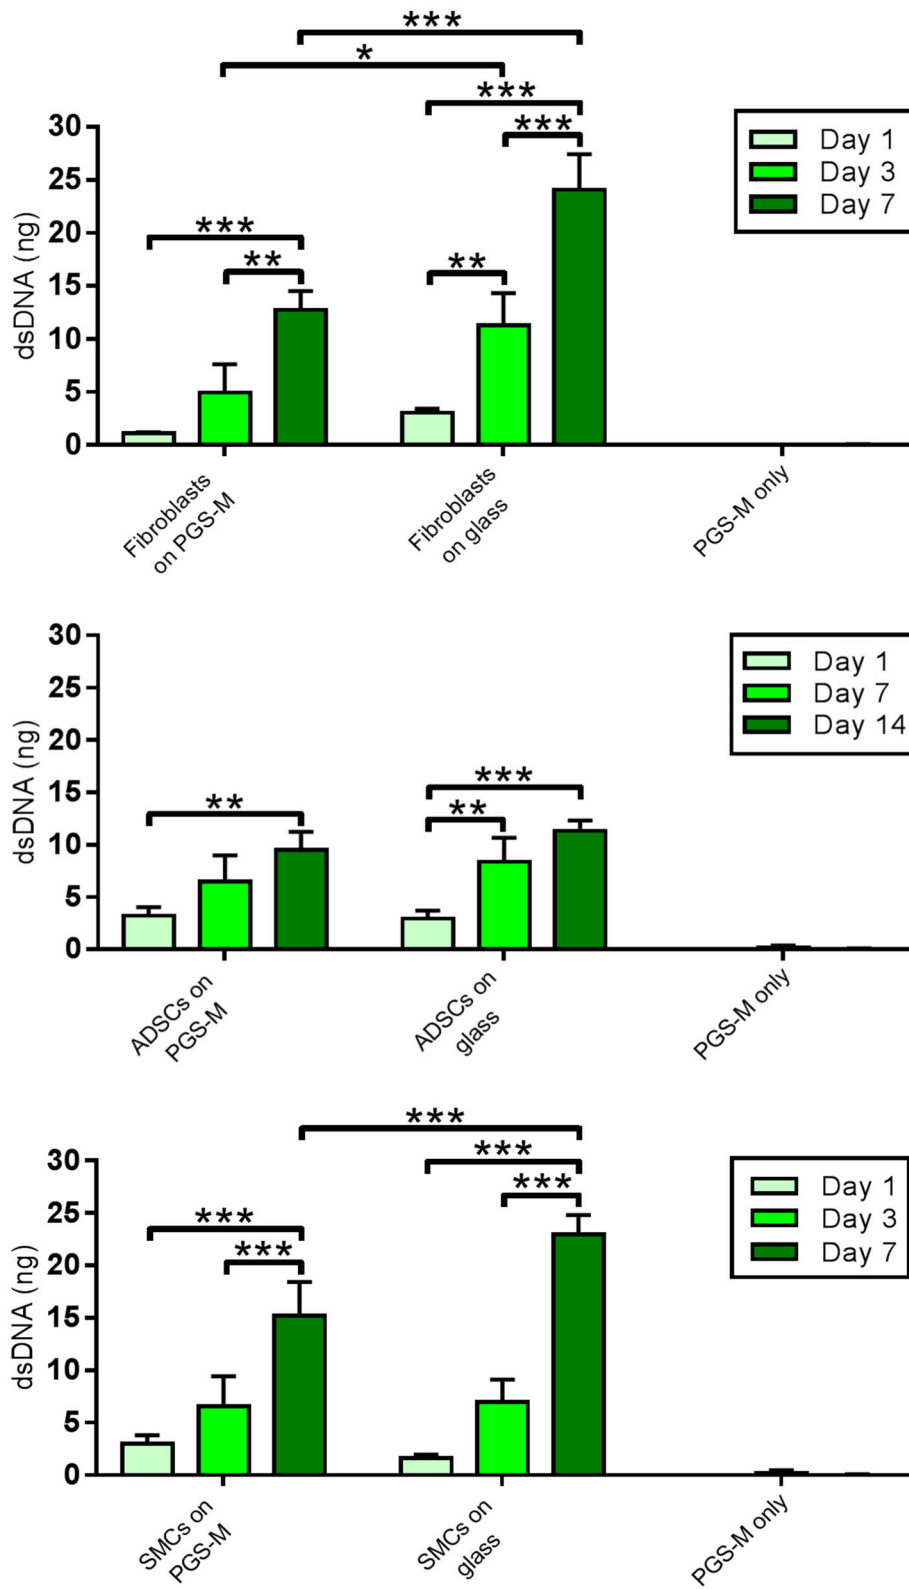 ***
*
***
***
30
25
20
15
10
5
0
dsDNA (ng)
***
**
**
Day 1
Day 3
Day 7
Fibroblasts
on PGS-M
Fibroblasts
on glass
PGS-M only
30
25
20
15
10
5
0
dsDNA (ng)
**
***
**
Day 1
Day 7
Day 14
ADSCs on
PGS-M
ADSCs on
glass
PGS-M only
***
***
***
30
25
20
15
10
5
0
dsDNA (ng)
***
***
Day 1
Day 3
Day 7
SMCs on
PGS-M
SMCs on
glass
PGS-M only